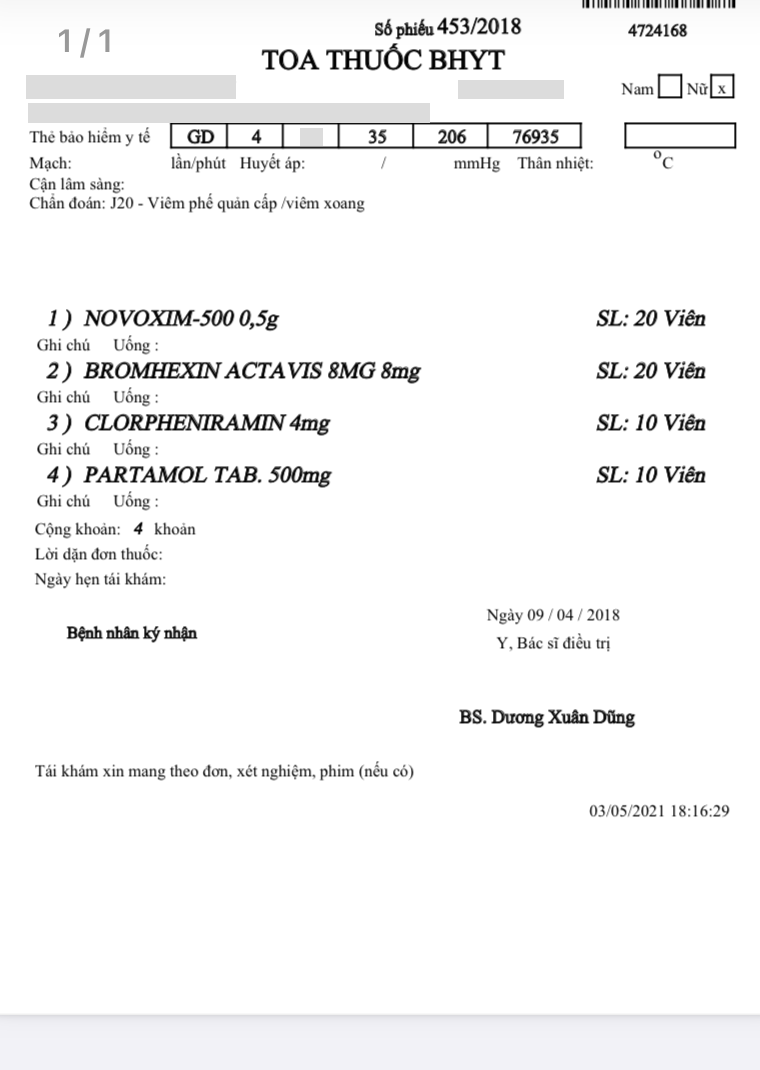 1/1
Số phiếu 453/2018
4724168
TOA THUỐC BHYT
Nam Nữ x
Thẻ bảo hiểm y tế GD 4 35 206 76935
Mạch: lần/phút Huyết áp: / mmHg Thân nhiệt: °C
Cận lâm sàng:
Chẩn đoán: J20 - Viêm phế quản cấp /viêm xoang
1 ) NOVOXIM-500 0,5g SL: 20 Viên
Ghi chú Uống :
2 ) BROMHEXIN ACTAVIS 8MG 8mg SL: 20 Viên
Ghi chú Uống :
3 ) CLORPHENIRAMIN 4mg SL: 10 Viên
Ghi chú Uống :
4 ) PARTAMOL TAB. 500mg SL: 10 Viên
Ghi chú Uống :
Cộng khoản: 4 khoản
Lời dặn đơn thuốc:
Ngày hẹn tái khám:
Ngày 09 / 04 / 2018
Bệnh nhân ký nhận
Y, Bác sĩ điều trị
BS. Dương Xuân Dũng
Tái khám xin mang theo đơn, xét nghiệm, phim (nếu có)
03/05/2021 18:16:29